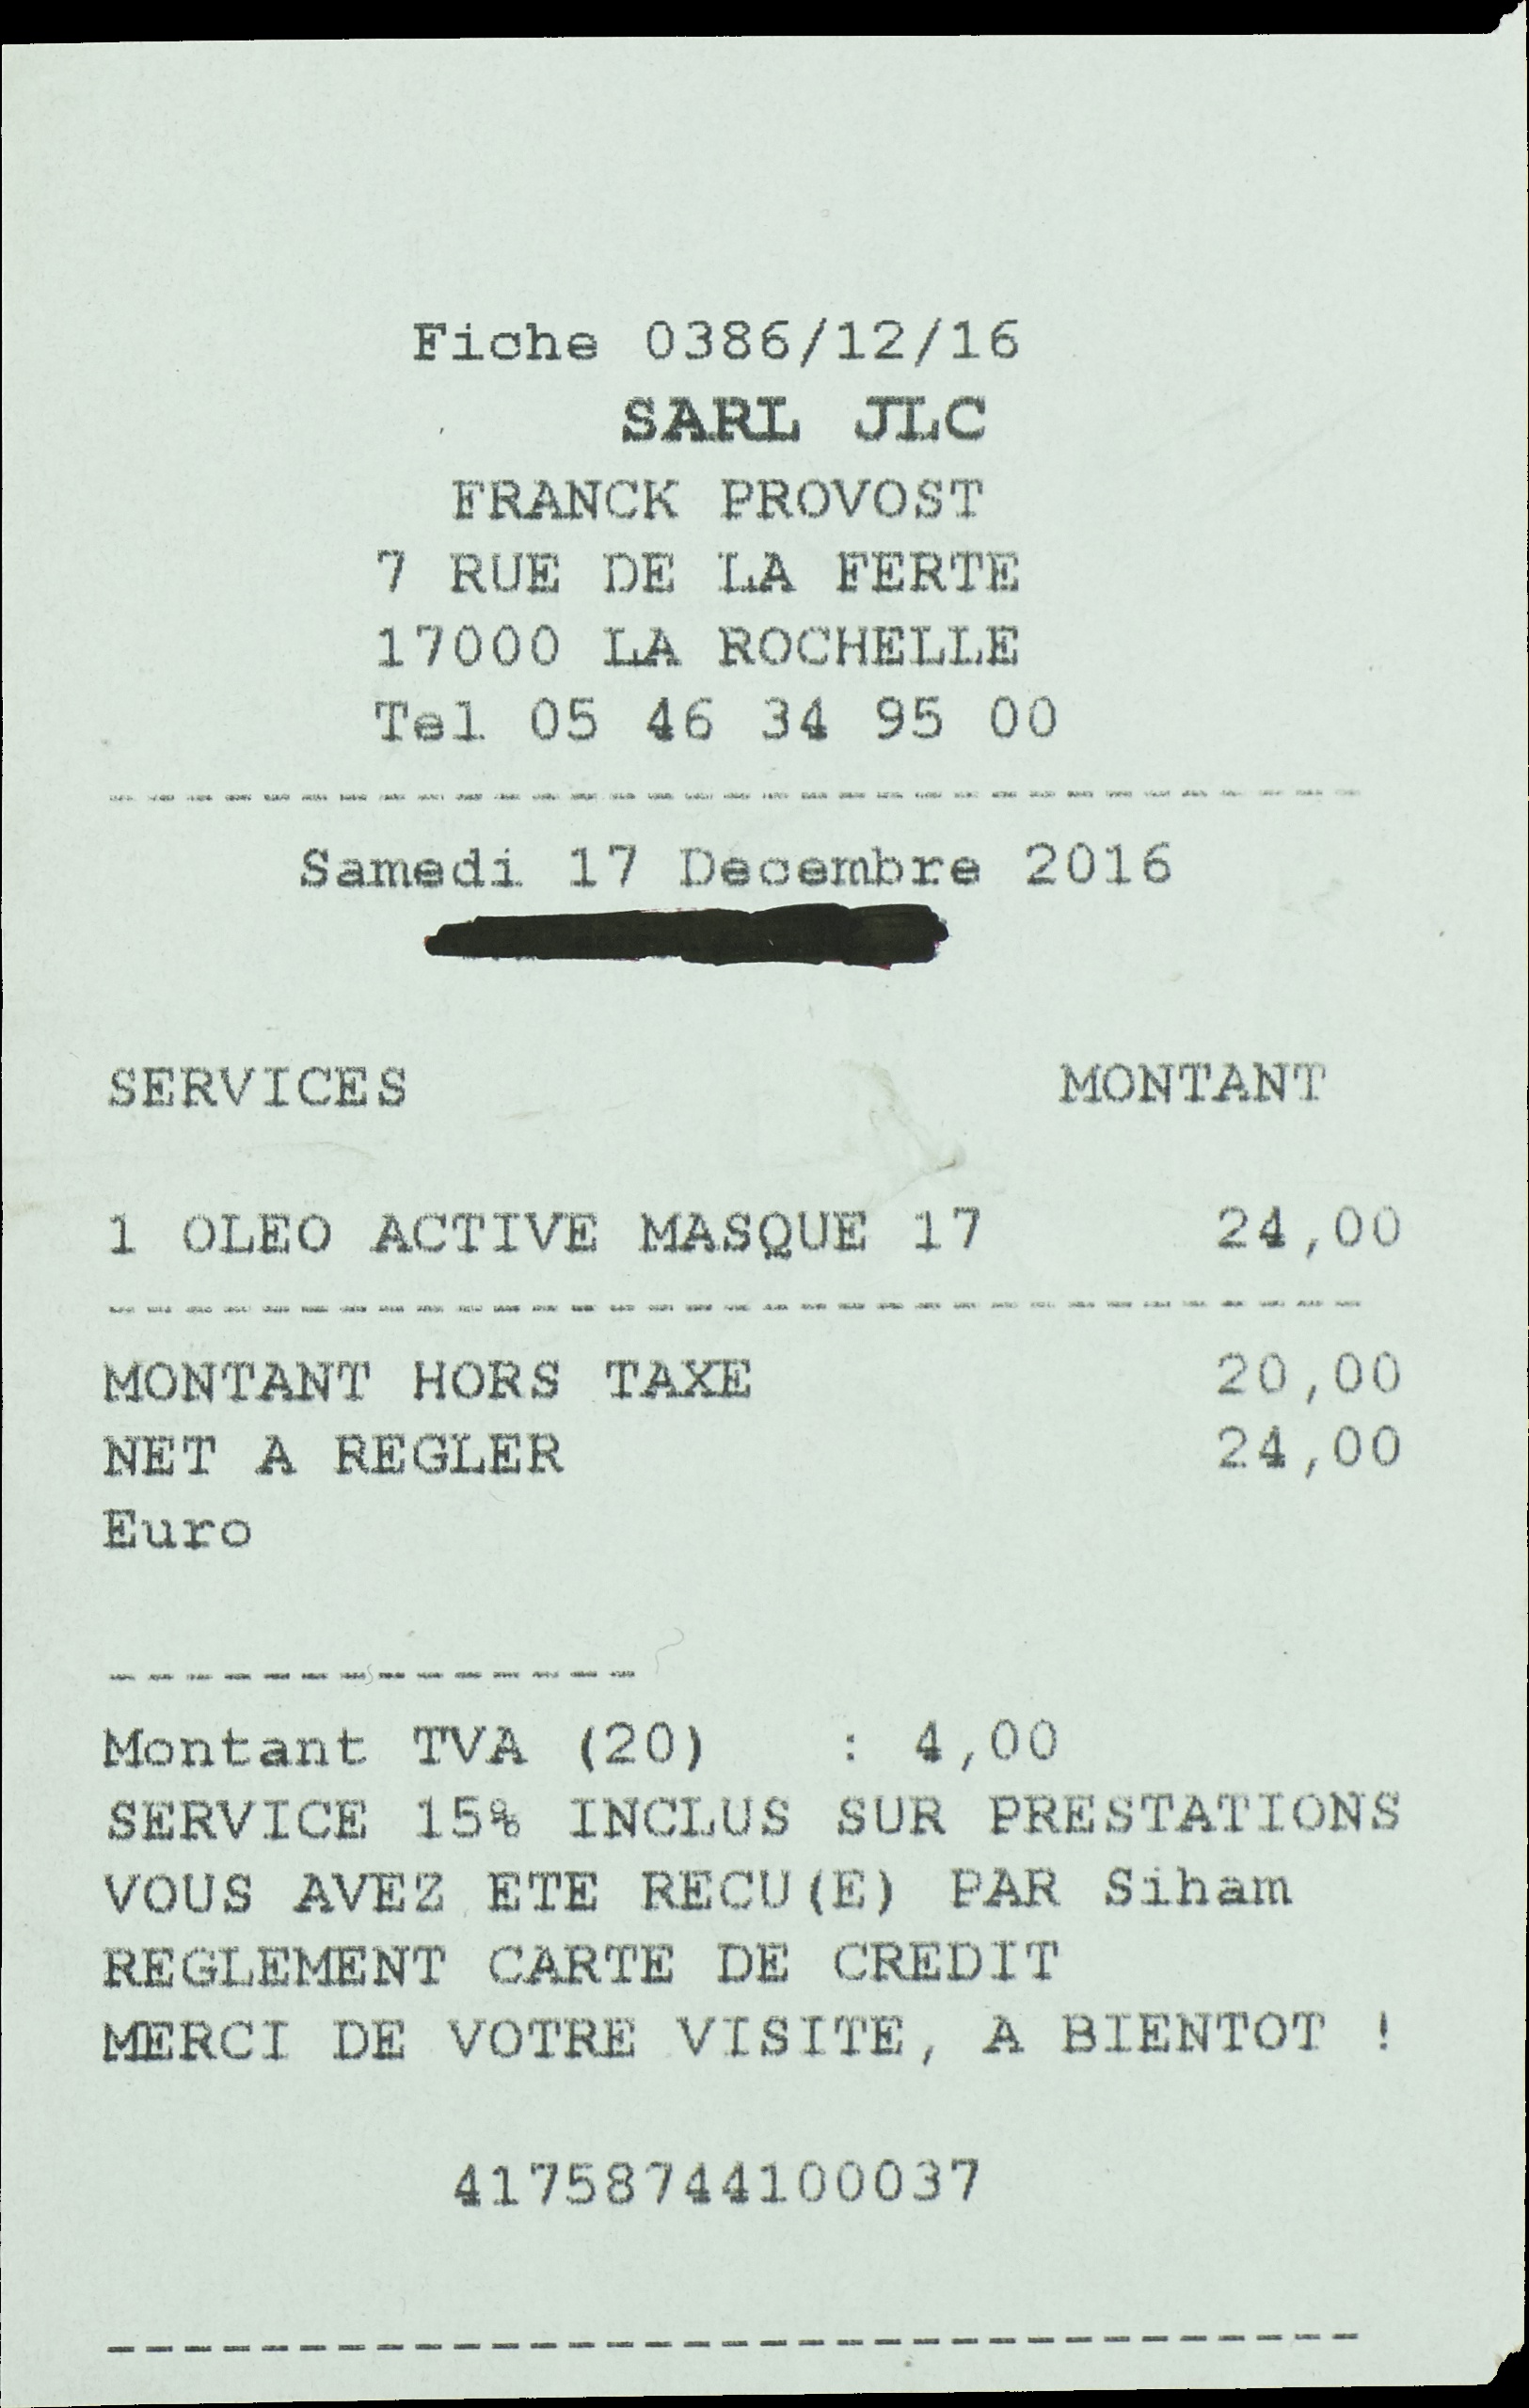 Fiche 0386/12/16
SARL JLC
FRANCK PROVOST
7 RUE DE LA FERTE
17000 LA ROCHELLE
Tel 05 46 34 95 00
---------------------------------
Samedi 17 Decembre 2016
SERVICES MONTANT
1 OLEO ACTIVE MASQUE 17 24,00
---------------------------------
MONTANT HORS TAXE 20,00
NET A REGLER 24,00
Euro
--------------
Montant TVA (20) : 4,00
SERVICE 15% INCLUS SUR PRESTATIONS
VOUS AVEZ ETE RECU(E) PAR Siham
REGLEMENT CARTE DE CREDIT
MERCI DE VOTRE VISITE, A BIENTOT !
41758744100037
---------------------------------